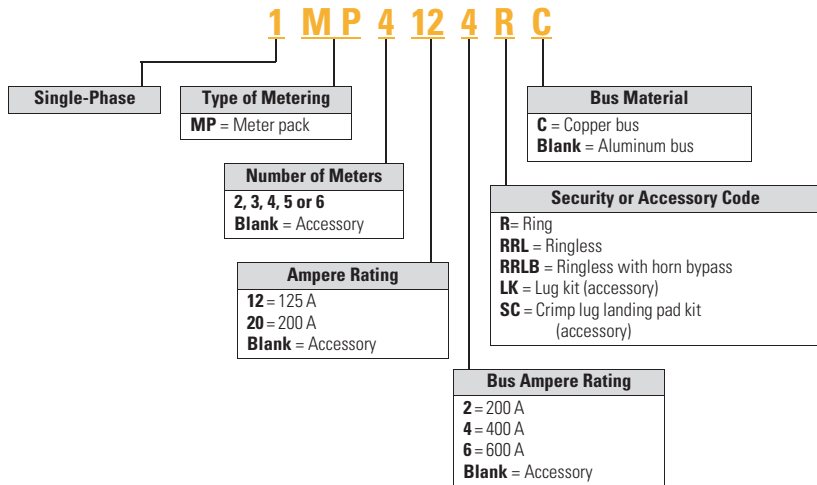 1 MP 4 12 4 R C
Single-Phase
Type of Metering
MP = Meter pack
Bus Material
C = Copper bus
Blank = Aluminum bus
Number of Meters
2, 3, 4, 5 or 6
Blank = Accessory
Security or Accessory Code
R= Ring
RRL = Ringless
RRLB = Ringless with horn bypass
LK = Lug kit (accessory)
SC = Crimp lug landing pad kit
(accessory)
Ampere Rating
12 = 125 A
20 = 200 A
Blank = Accessory
Bus Ampere Rating
2 = 200 A
4 = 400 A
6 = 600 A
Blank = Accessory